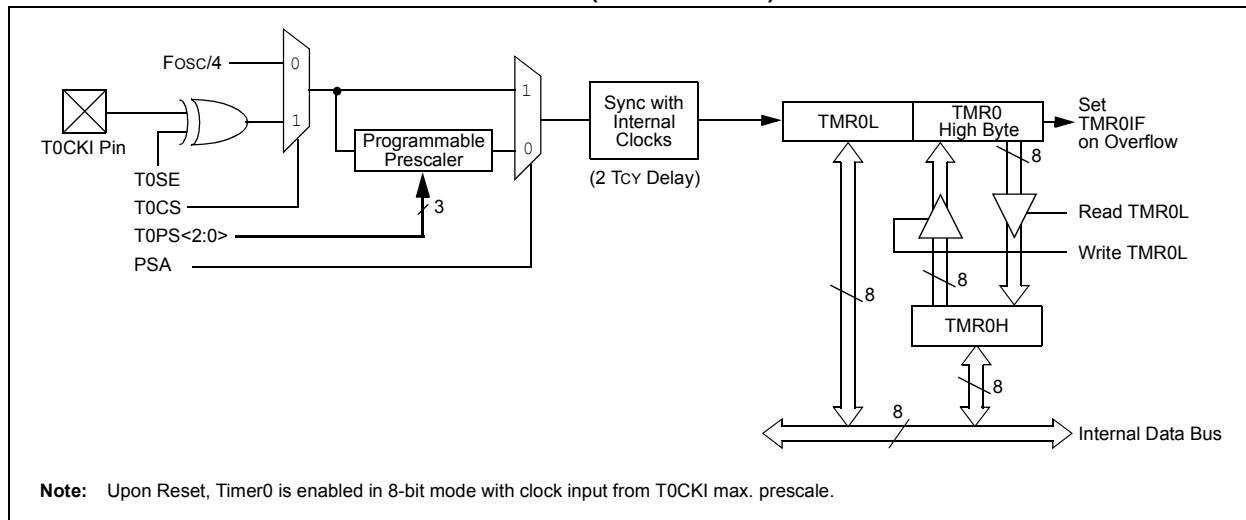 FOSC/4
0
1
T0CKI Pin
T0SE
T0CS
T0PS<2:0>
PSA
Programmable
Prescaler
3
1
0
Sync with
Internal
Clocks
(2 TCY Delay)
TMR0L
TMR0
High Byte
Set
TMR0IF
on Overflow
8
Read TMR0L
Write TMR0L
8
8
TMR0H
8
8
Internal Data Bus
Note: Upon Reset, Timer0 is enabled in 8-bit mode with clock input from T0CKI max. prescale.